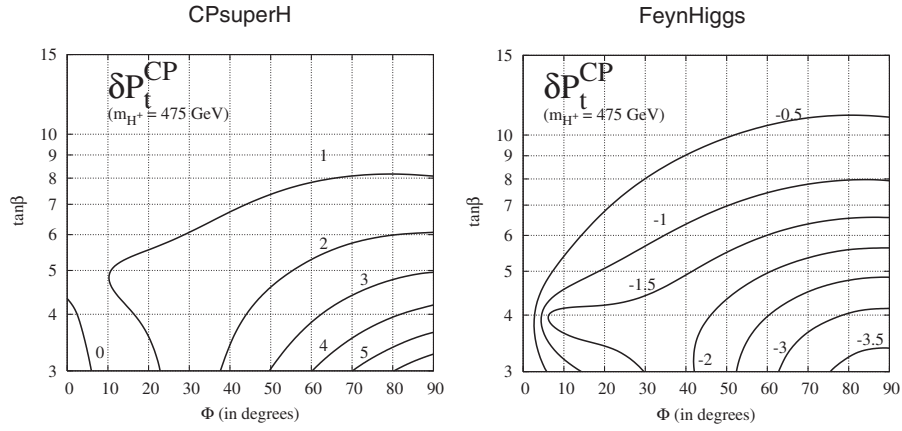 CPsuperH
FeynHiggs
15
10
9
8
7
6
5
4
3
tanβ
δP_t^CP
(m_H+ = 475 GeV)
1
2
3
4
5
0
0 10 20 30 40 50 60 70 80 90
Φ (in degrees)
15
10
9
8
7
6
5
4
3
tanβ
δP_t^CP
(m_H+ = 475 GeV)
-0.5
-1
-1.5
-2
-3
-3.5
0 10 20 30 40 50 60 70 80 90
Φ (in degrees)